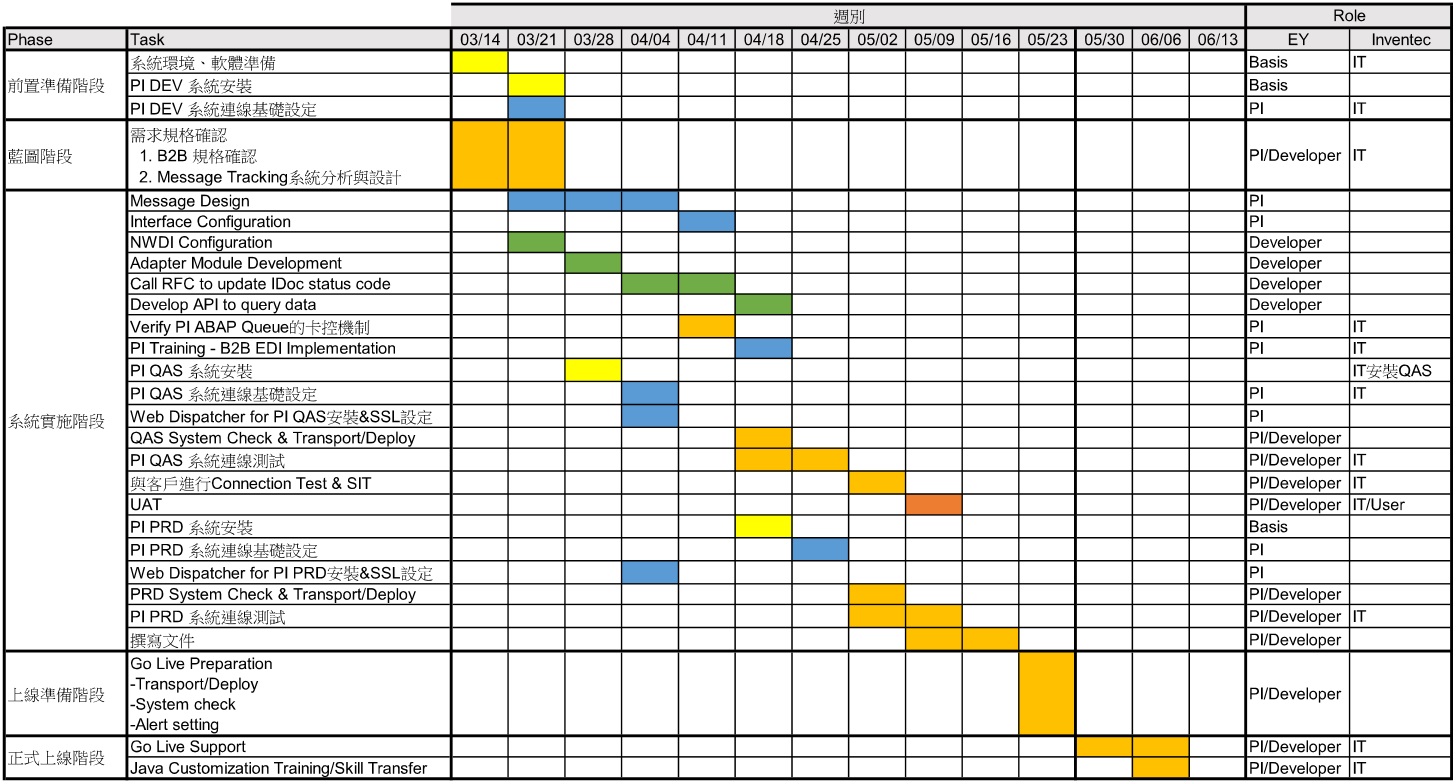 週別 Role
Phase Task 03/14 03/21 03/28 04/04 04/11 04/18 04/25 05/02 05/09 05/16 05/23 05/30 06/06 06/13 EY Inventec
前置準備階段
系統環境、軟體準備 Basis IT
PI DEV 系統安裝 Basis
PI DEV 系統連線基礎設定 PI IT
藍圖階段
需求規格確認
1. B2B 規格確認 PI/Developer IT
2. Message Tracking系統分析與設計
系統實施階段
Message Design PI
Interface Configuration PI
NWDI Configuration Developer
Adapter Module Development Developer
Call RFC to update IDoc status code Developer
Develop API to query data Developer
Verify PI ABAP Queue的卡控機制 PI IT
PI Training - B2B EDI Implementation PI IT
PI QAS 系統安裝 IT安裝QAS
PI QAS 系統連線基礎設定 PI IT
Web Dispatcher for PI QAS安裝&SSL設定 PI
QAS System Check & Transport/Deploy PI/Developer
PI QAS 系統連線測試 PI/Developer IT
與客戶進行Connection Test & SIT PI/Developer IT
UAT PI/Developer IT/User
PI PRD 系統安裝 Basis
PI PRD 系統連線基礎設定 PI
Web Dispatcher for PI PRD安裝&SSL設定 PI
PRD System Check & Transport/Deploy PI/Developer
PI PRD 系統連線測試 PI/Developer IT
撰寫文件 PI/Developer
上線準備階段
Go Live Preparation
-Transport/Deploy PI/Developer
-System check
-Alert setting
正式上線階段
Go Live Support PI/Developer IT
Java Customization Training/Skill Transfer PI/Developer IT